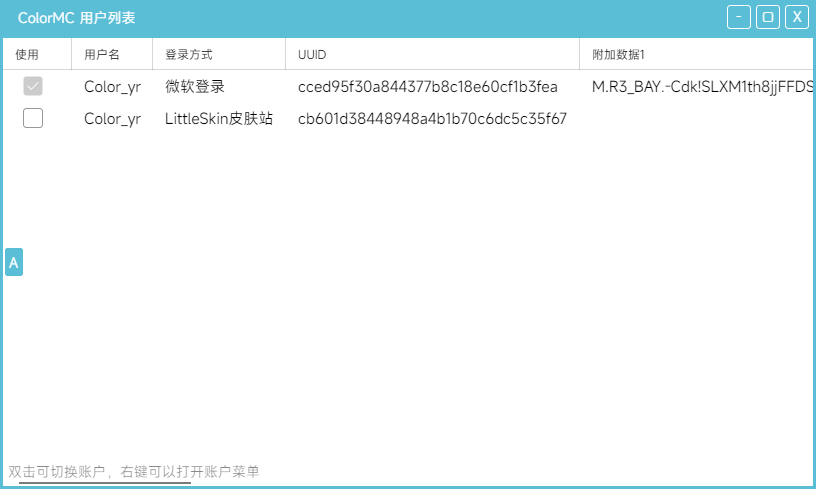 ColorMC 用户列表
使用 用户名 登录方式 UUID 附加数据1
Color_yr 微软登录 cced95f30a844377b8c18e60cf1b3fea M.R3_BAY.-Cdk!SLXM1th8jjFFDS
Color_yr LittleSkin皮肤站 cb601d38448948a4b1b70c6dc5c35f67
A
双击可切换账户，右键可以打开账户菜单